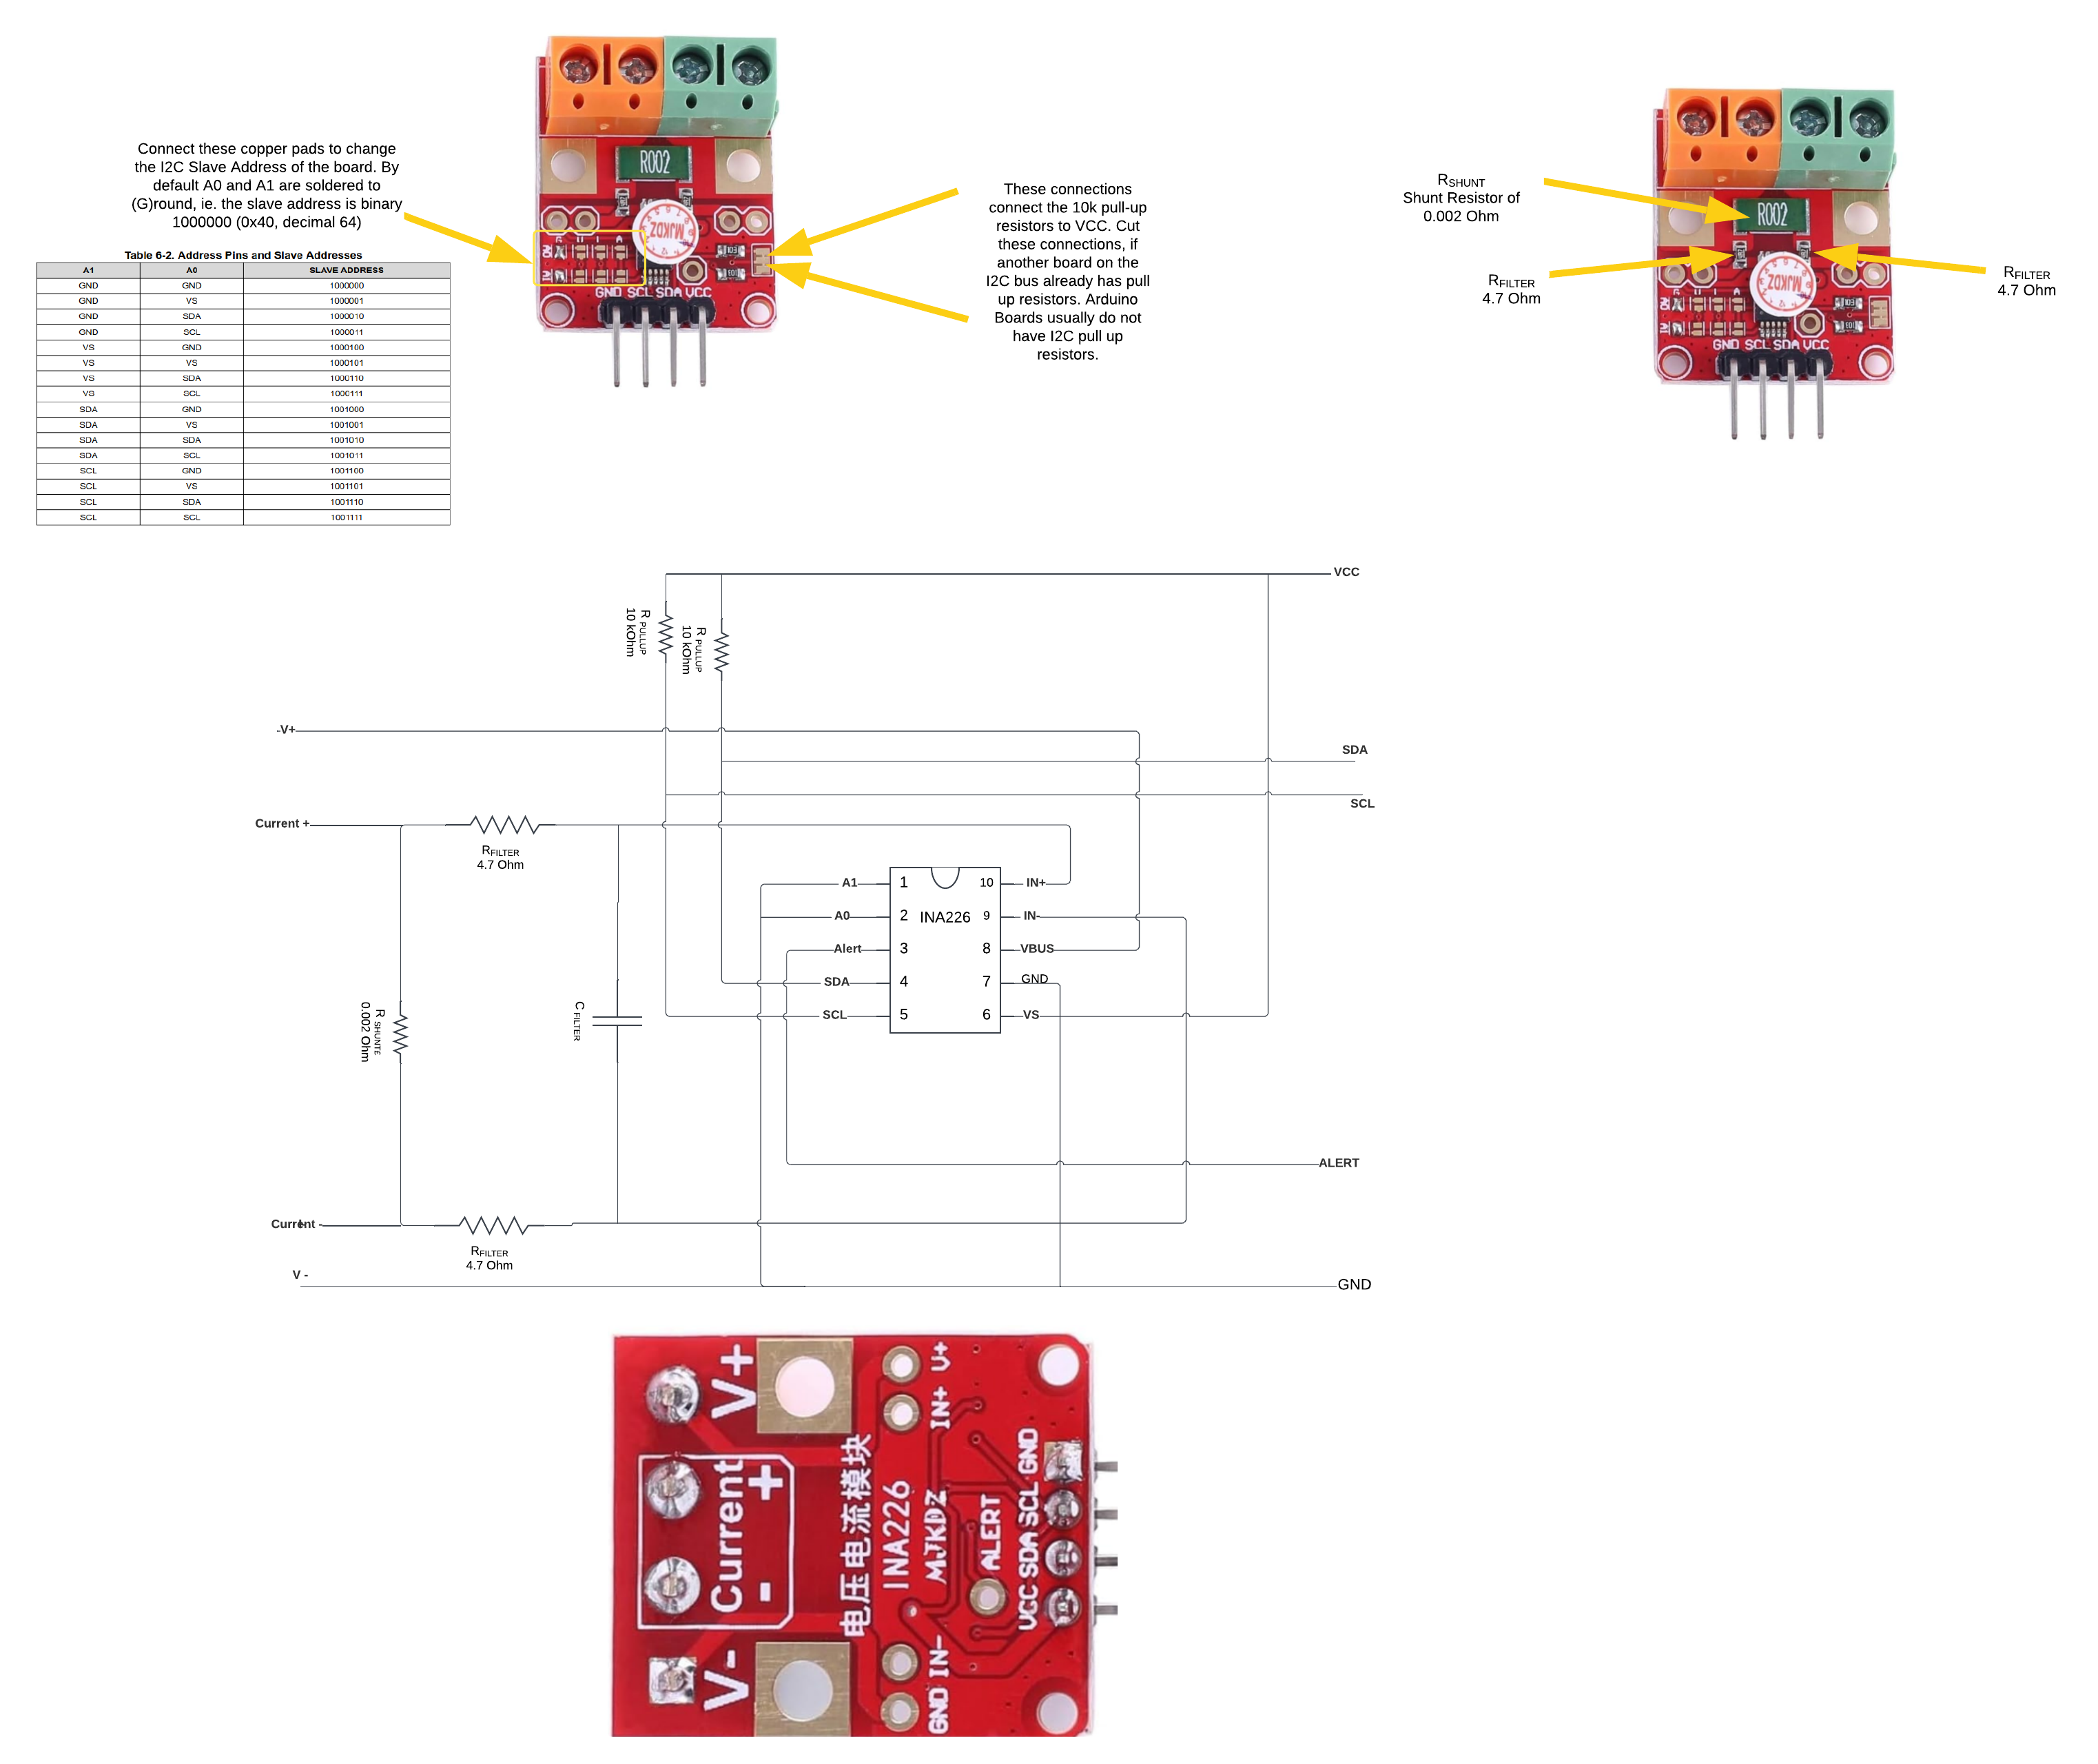 Connect these copper pads to change
the I2C Slave Address of the board. By
default A0 and A1 are soldered to
(G)round, ie. the slave address is binary
1000000 (0x40, decimal 64)
Table 6-2. Address Pins and Slave Addresses
A1 A0 SLAVE ADDRESS
GND GND 1000000
GND VS 1000001
GND SDA 1000010
GND SCL 1000011
VS GND 1000100
VS VS 1000101
VS SDA 1000110
VS SCL 1000111
SDA GND 1001000
SDA VS 1001001
SDA SDA 1001010
SDA SCL 1001011
SCL GND 1001100
SCL VS 1001101
SCL SDA 1001110
SCL SCL 1001111
R002
MJKDZ
GND SCL SDA VCC
These connections
connect the 10k pull-up
resistors to VCC. Cut
these connections, if
another board on the
I2C bus already has pull
up resistors. Arduino
Boards usually do not
have I2C pull up
resistors.
RSHUNT
Shunt Resistor of
0.002 Ohm
RFILTER
4.7 Ohm
R002
MJKDZ
GND SCL SDA VCC
RFILTER
4.7 Ohm
VCC
R PULLUP
10 kOhm
R PULLUP
10 kOhm
-V+
SDA
SCL
Current +
RFILTER
4.7 Ohm
A1 1 10 IN+
A0 2 INA226 9 IN-
Alert 3 8 VBUS
SDA 4 7 GND
SCL 5 6 VS
R SHUNTE
0.002 Ohm
C FILTER
ALERT
Current -
RFILTER
4.7 Ohm
V -
GND
V+
Current
+
-
V-
电压电流模块
INA226
MJKDZ
ALERT
V+
IN+
IN-
GND
VCC SDA SCL GND